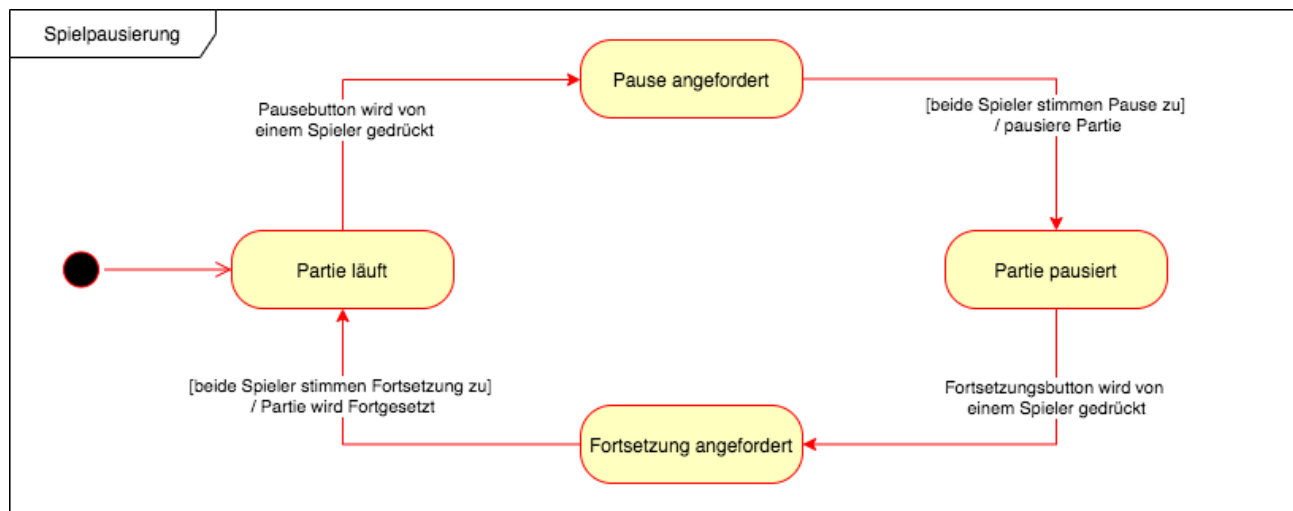 Spielpausierung
Pause angefordert
Pausebutton wird von
einem Spieler gedrückt
[beide Spieler stimmen Pause zu]
/ pausiere Partie
Partie läuft
Partie pausiert
[beide Spieler stimmen Fortsetzung zu]
/ Partie wird Fortgesetzt
Fortsetzungsbutton wird von
einem Spieler gedrückt
Fortsetzung angefordert